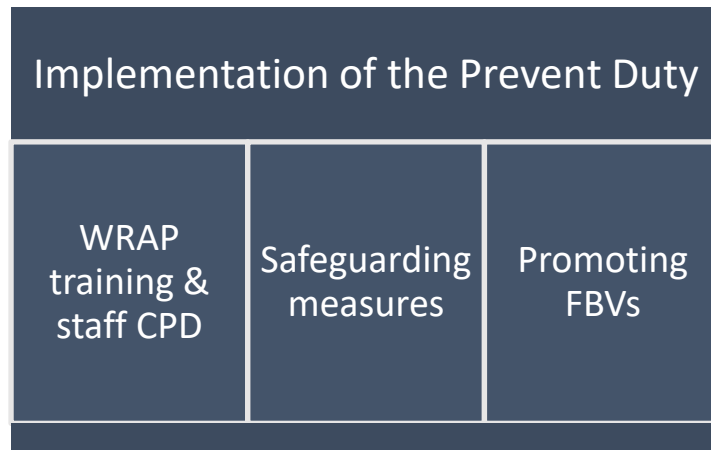 Implementation of the Prevent Duty
WRAP
training &
staff CPD
Safeguarding
measures
Promoting
FBVs